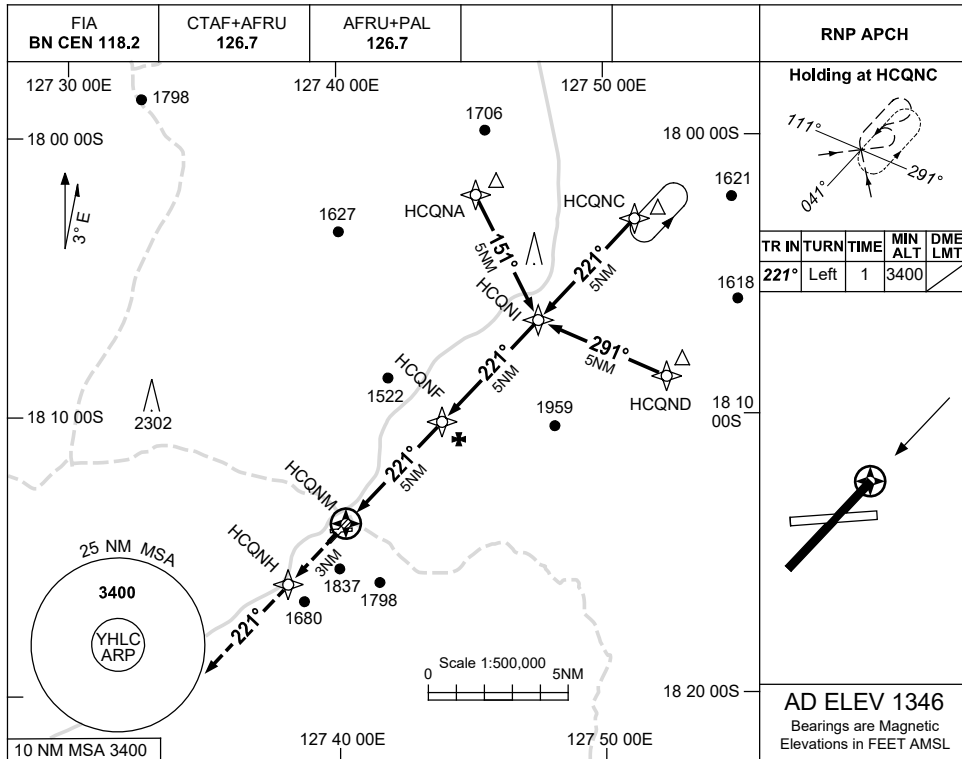 FIA
BN CEN 118.2
CTAF+AFRU
126.7
AFRU+PAL
126.7
RNP APCH
127 30 00E
127 40 00E
127 50 00E
1798
18 00 00S
18 00 00S
1706
1621
3° E
1627
HCQNA
HCQNC
151°
5NM
221°
5NM
HCQNI
1618
291°
5NM
HCQND
221°
5NM
HCQNF
1522
2302
18 10 00S
18 10
00S
1959
221°
5NM
HCQNM
3NM
HCQNH
1837
1798
1680
221°
25 NM MSA
3400
YHLC
ARP
Scale 1:500,000
0
5NM
18 20 00S
10 NM MSA 3400
127 40 00E
127 50 00E
Holding at HCQNC
111°
291°
041°
TR IN TURN TIME MIN ALT DME LMT
221° Left 1 3400
AD ELEV 1346
Bearings are Magnetic
Elevations in FEET AMSL